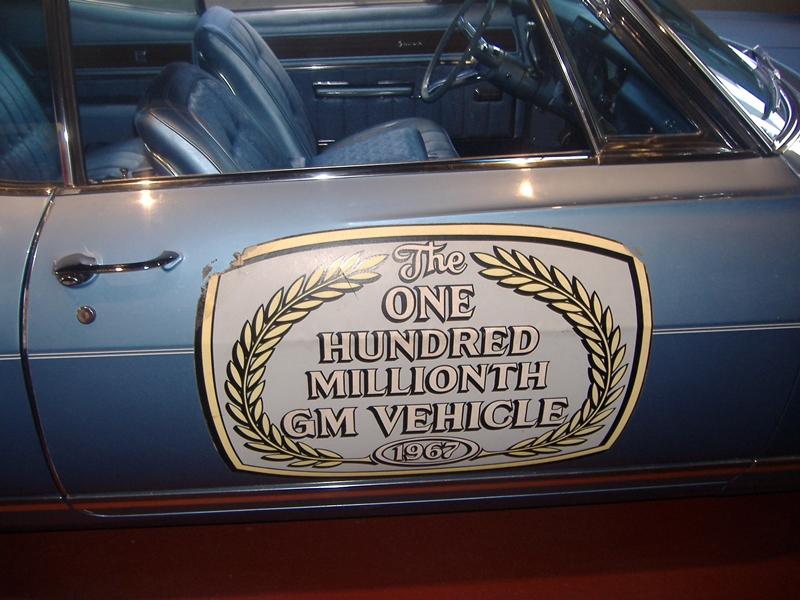 The
ONE
HUNDRED
MILLIONTH
GM VEHICLE
1967